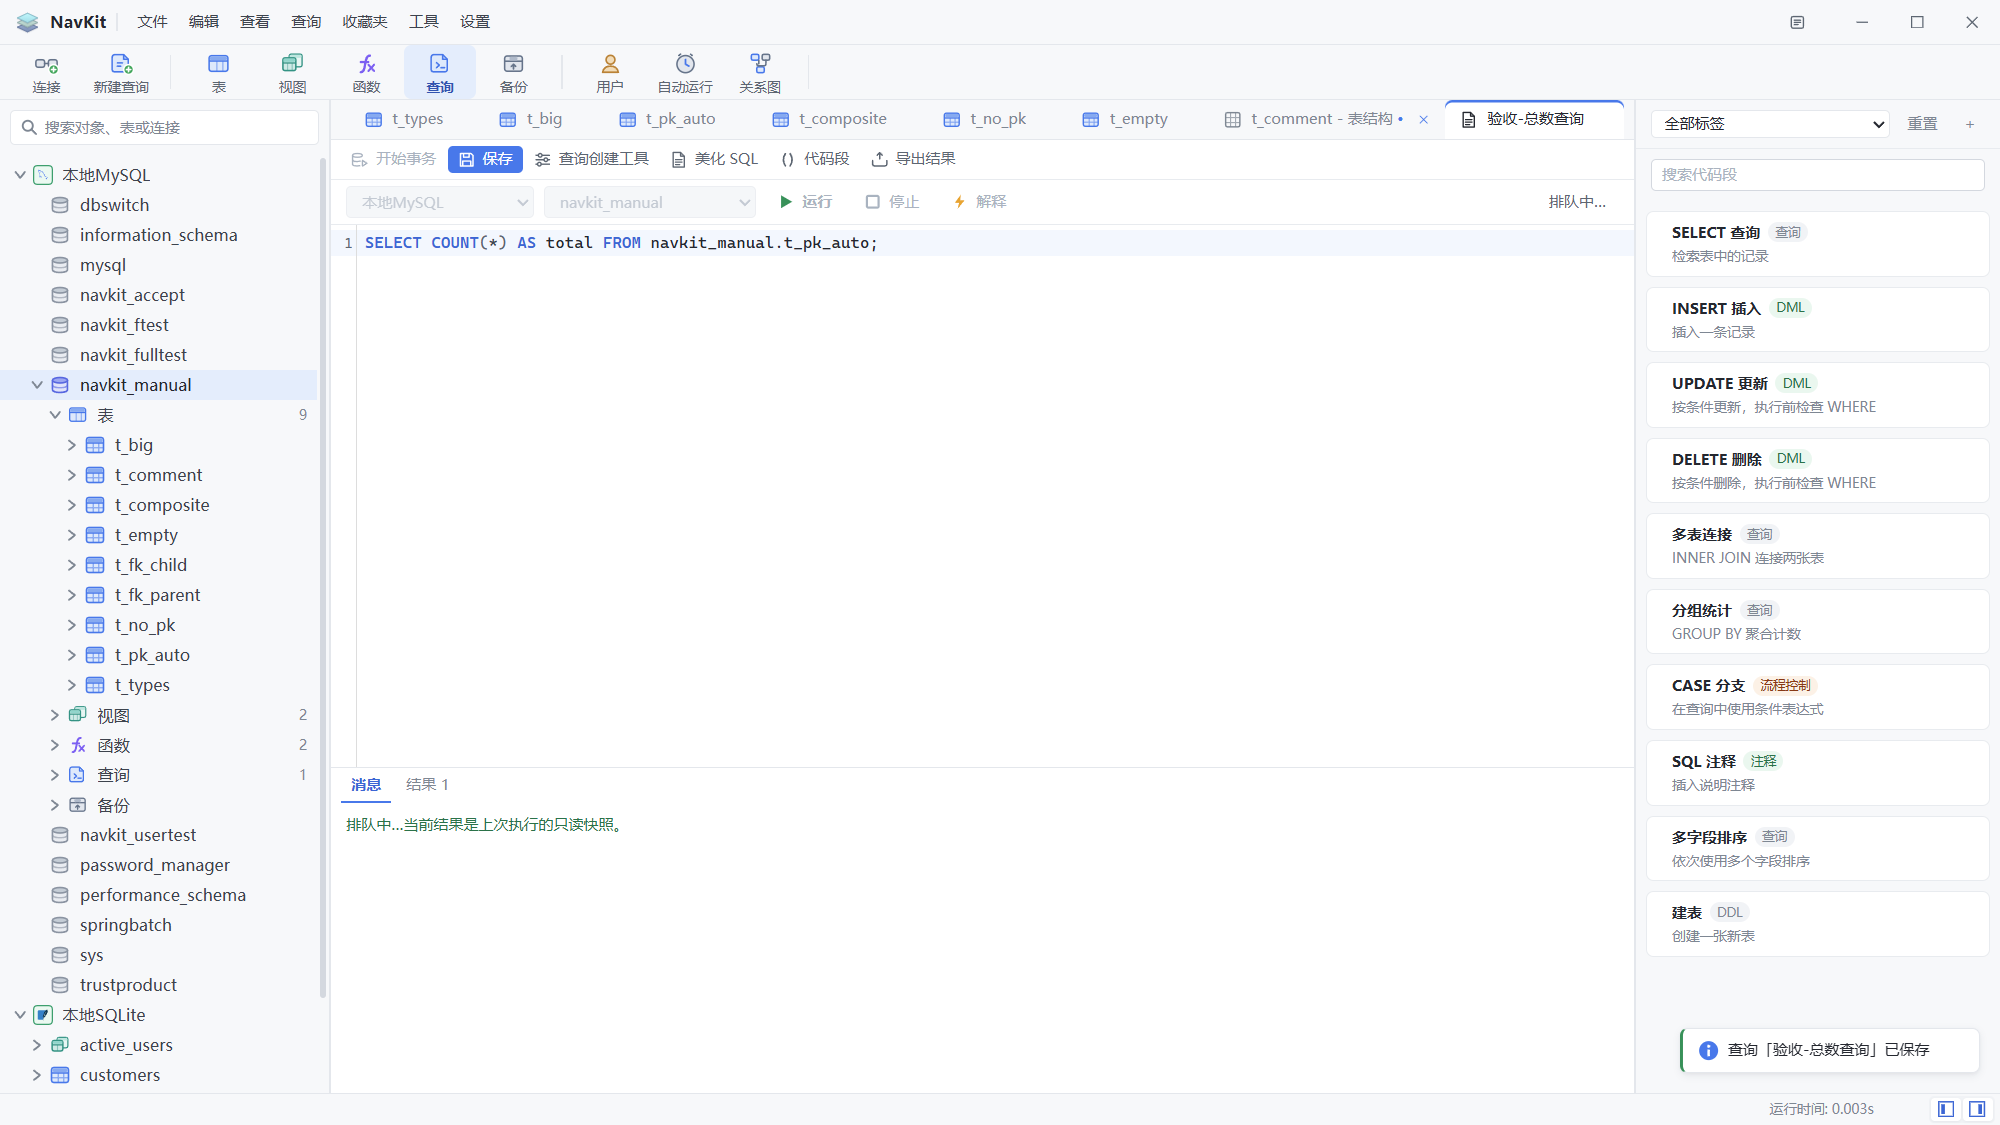 NavKit 文件 编辑 查看 查询 收藏夹 工具 设置
连接 新建查询 表 视图 函数 查询 备份 用户 自动运行 关系图
搜索对象、表或连接
本地MySQL
dbswitch
information_schema
mysql
navkit_accept
navkit_ftest
navkit_fulltest
navkit_manual
表 9
t_big
t_comment
t_composite
t_empty
t_fk_child
t_fk_parent
t_no_pk
t_pk_auto
t_types
视图 2
函数 2
查询 1
备份
navkit_usertest
password_manager
performance_schema
springbatch
sys
trustproduct
本地SQLite
active_users
customers
t_types t_big t_pk_auto t_composite t_no_pk t_empty t_comment - 表结构 • × 验收-总数查询
开始事务 保存 查询创建工具 美化 SQL () 代码段 导出结果
本地MySQL navkit_manual 运行 停止 解释 排队中...
1 SELECT COUNT(*) AS total FROM navkit_manual.t_pk_auto;
消息 结果 1
排队中...当前结果是上次执行的只读快照。
全部标签 重置 +
搜索代码段
SELECT 查询 查询
检索表中的记录
INSERT 插入 DML
插入一条记录
UPDATE 更新 DML
按条件更新，执行前检查 WHERE
DELETE 删除 DML
按条件删除，执行前检查 WHERE
多表连接 查询
INNER JOIN 连接两张表
分组统计 查询
GROUP BY 聚合计数
CASE 分支 流程控制
在查询中使用条件表达式
SQL 注释 注释
插入说明注释
多字段排序 查询
依次使用多个字段排序
建表 DDL
创建一张新表
查询「验收-总数查询」已保存
运行时间: 0.003s